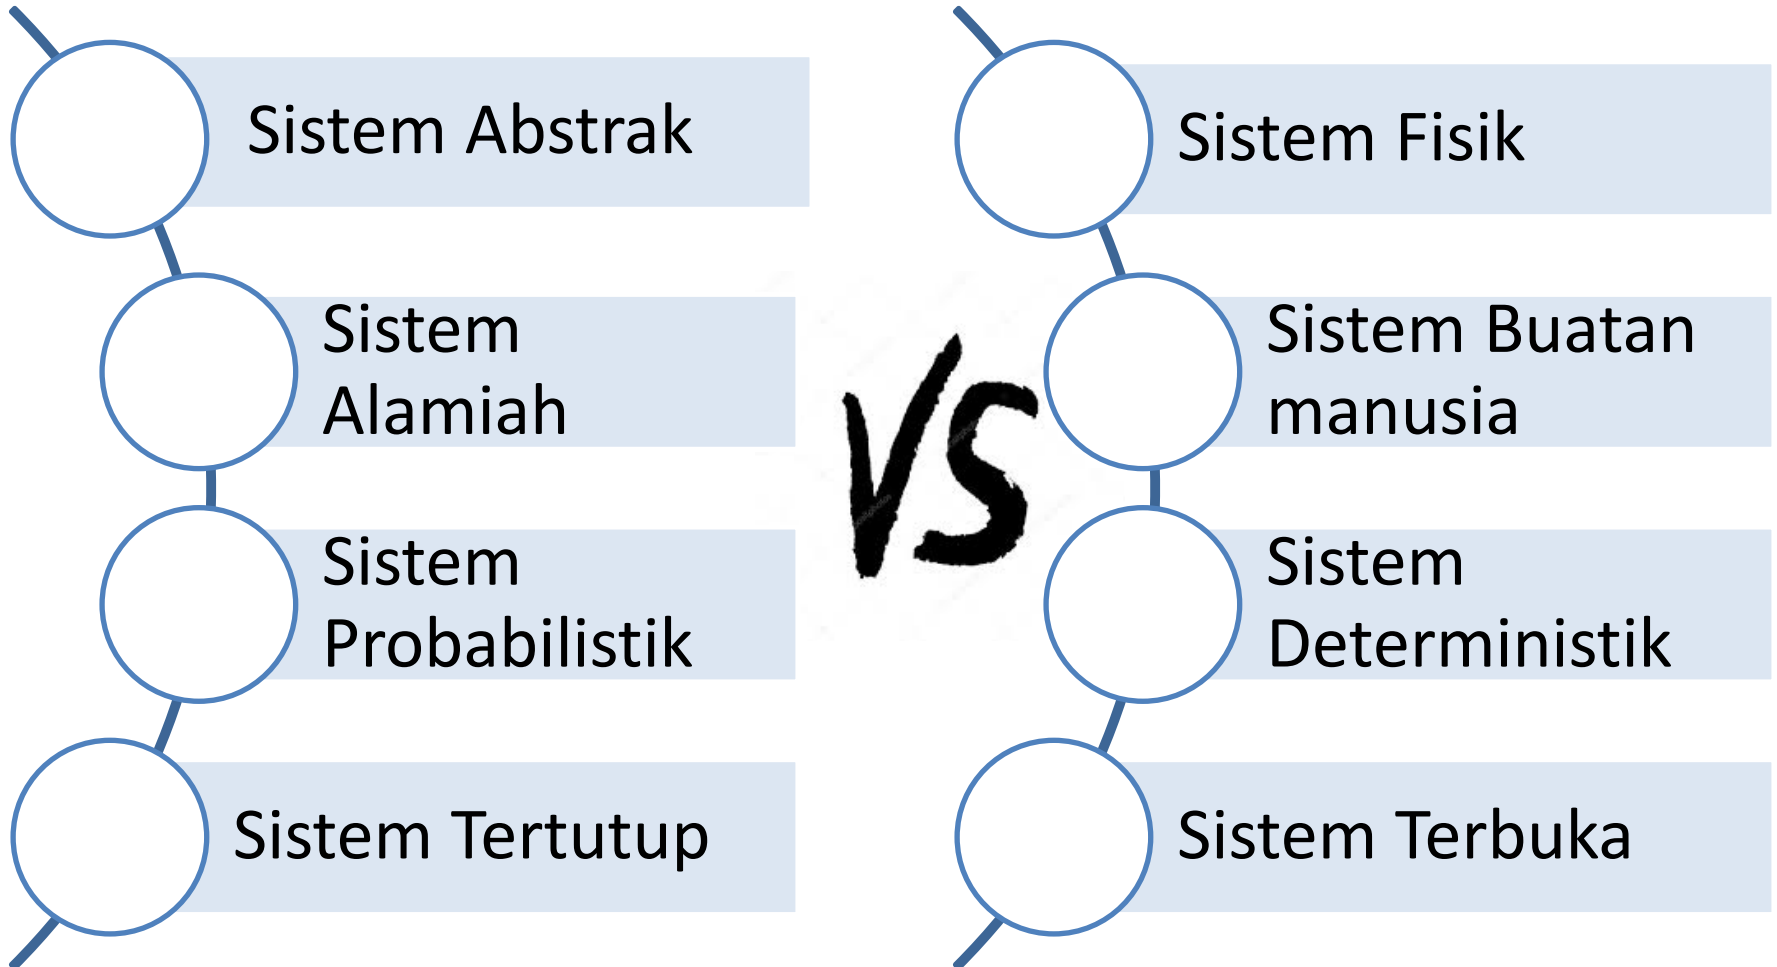 Sistem Abstrak
Sistem
Alamiah
Sistem
Probabilistik
Sistem Tertutup
VS
Sistem Fisik
Sistem Buatan
manusia
Sistem
Deterministik
Sistem Terbuka